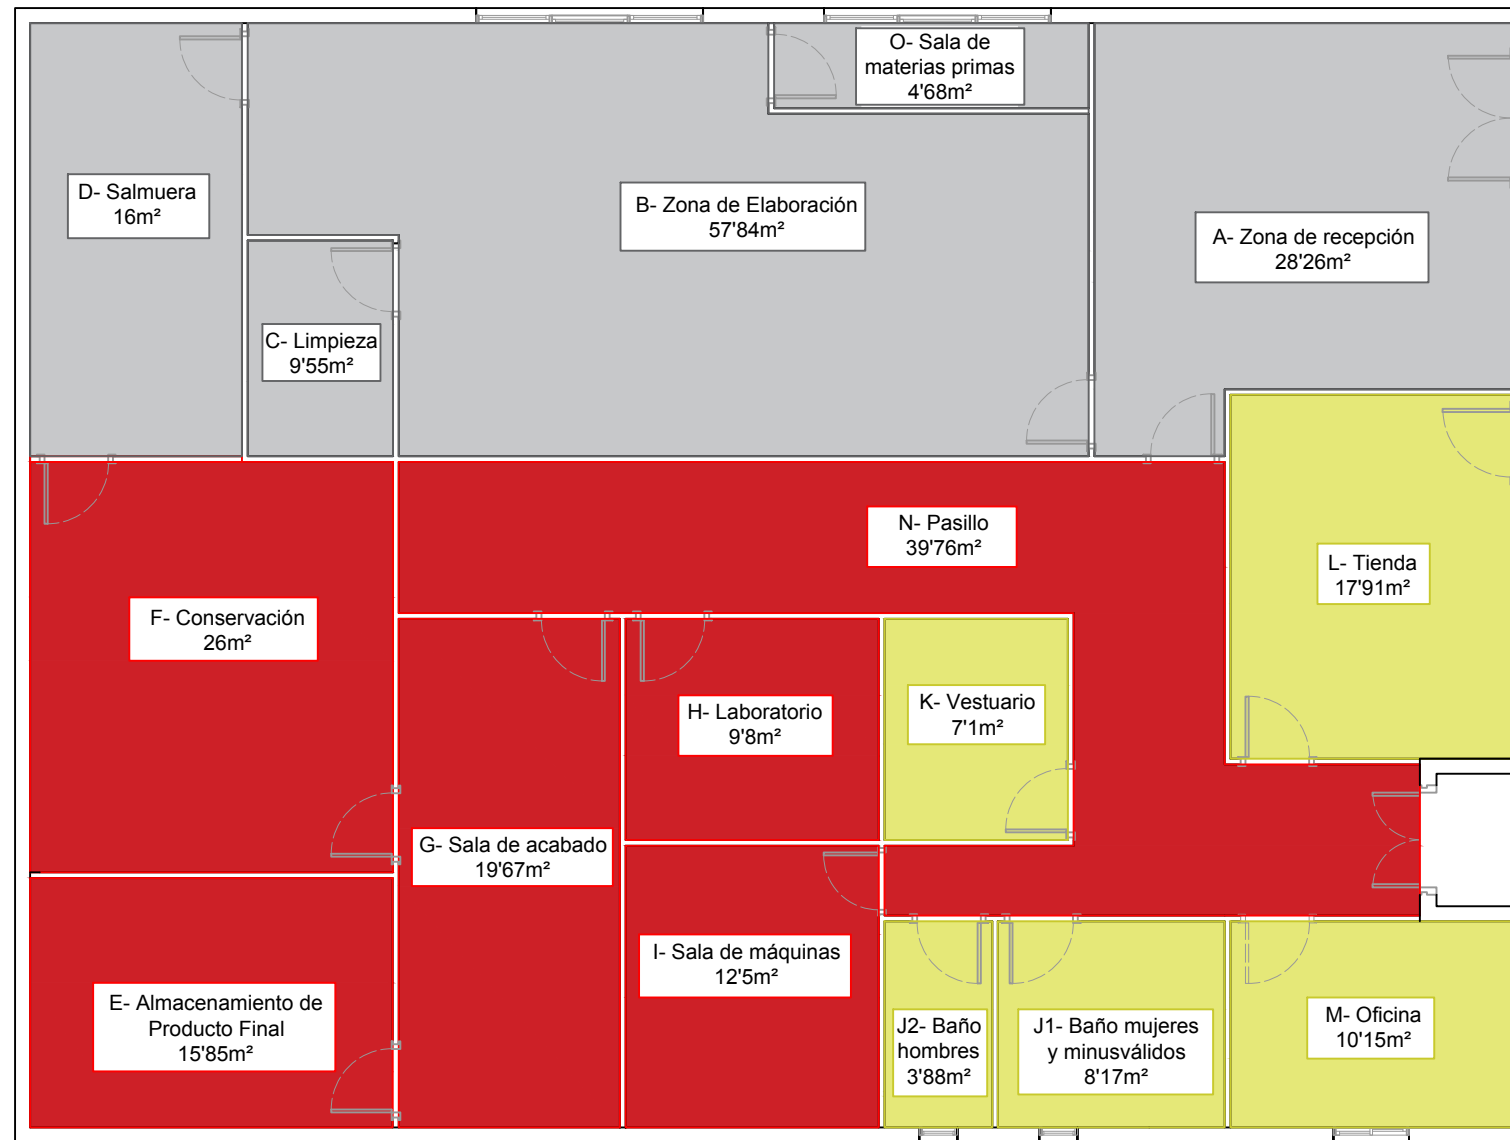 O- Sala de
materias primas
4'68m²
D- Salmuera
16m²
B- Zona de Elaboración
57'84m²
A- Zona de recepción
28'26m²
C- Limpieza
9'55m²
N- Pasillo
39'76m²
L- Tienda
17'91m²
F- Conservación
26m²
H- Laboratorio
9'8m²
K- Vestuario
7'1m²
G- Sala de acabado
19'67m²
I- Sala de máquinas
12'5m²
E- Almacenamiento de
Producto Final
15'85m²
J2- Baño
hombres
3'88m²
J1- Baño mujeres
y minusválidos
8'17m²
M- Oficina
10'15m²